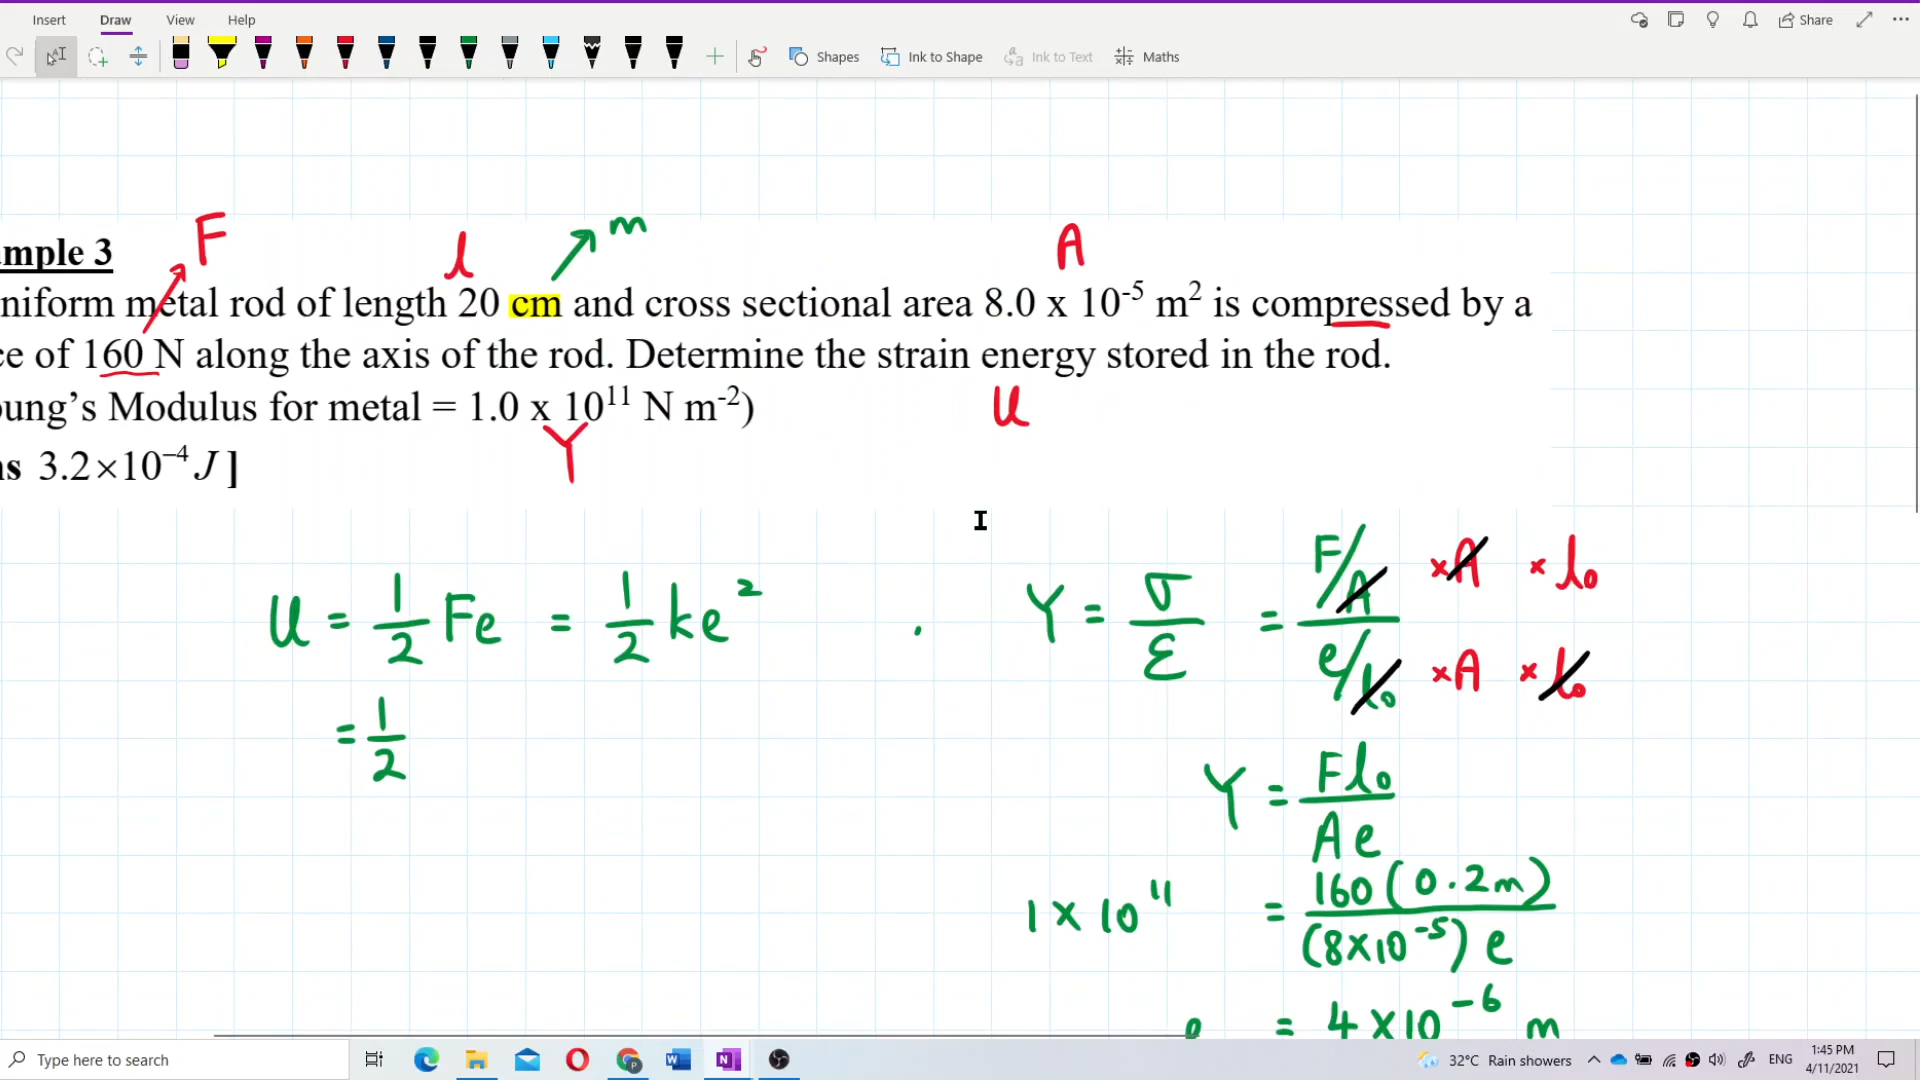 Insert Draw View Help Share
Shapes Ink to Shape Ink to Text Maths
F l m A
mple 3
niform metal rod of length 20 cm and cross sectional area 8.0 x 10⁻⁵ m² is compressed by a
ce of 160 N along the axis of the rod. Determine the strain energy stored in the rod.
oung's Modulus for metal = 1.0 x 10¹¹ N m⁻²)
U
Y
ns 3.2×10⁻⁴ J ]
U = 1/2 Fe = 1/2 ke²
= 1/2
. Y = σ/ε = (F/A ×A ×l₀)/(e/l₀ ×A ×l₀)
Y = Fl₀/Ae
1 × 10¹¹ = 160(0.2m)/(8×10⁻⁵)e
e = 4 × 10⁻⁶ m
Type here to search
32°C Rain showers
ENG
1:45 PM
4/11/2021